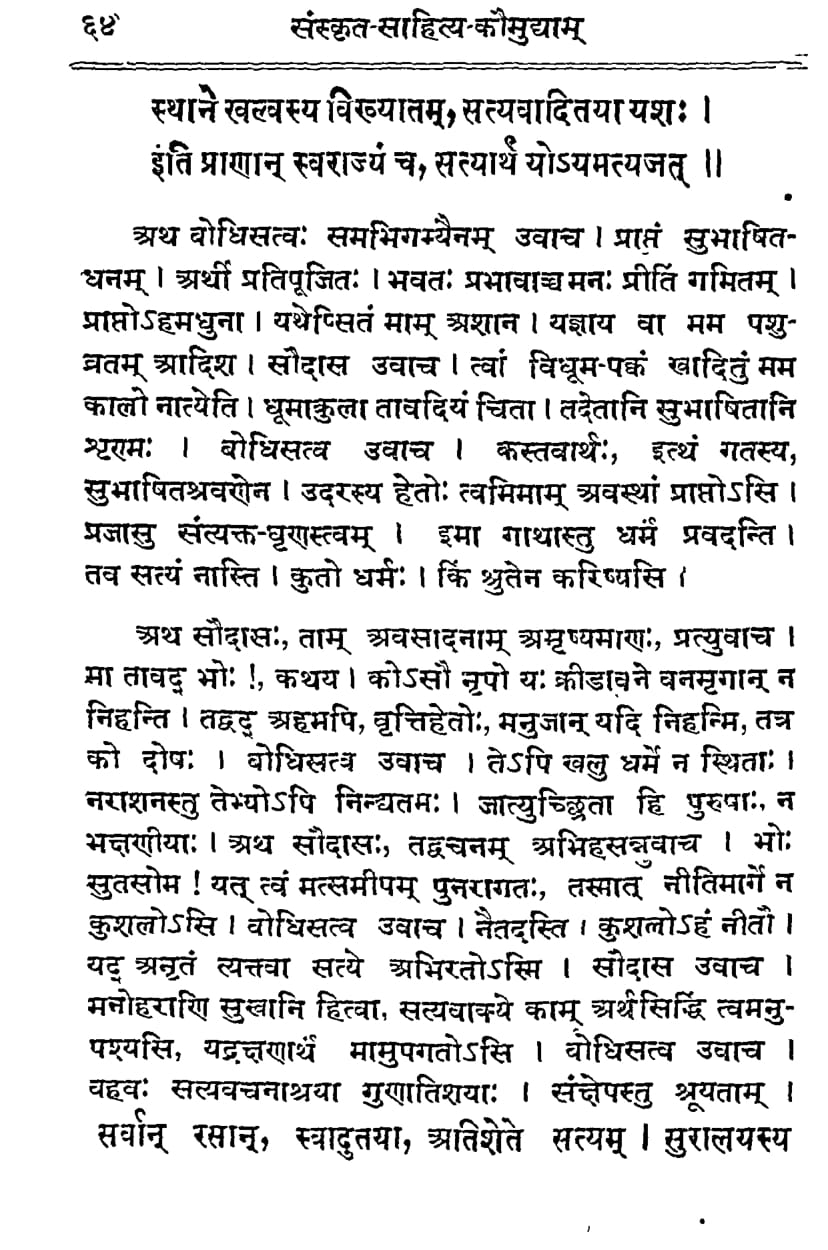 ६४ संस्कृत-साहित्य-कौमुद्याम्
स्थाने खल्वस्य विख्यातम्, सत्यवादितया यशः ।
इति प्राणान् स्वराज्यं च, सत्यार्थं योऽयमत्यजत् ॥
अथ बोधिसत्वः समभिगम्यैनम् उवाच । प्राप्तं सुभाषित-
धनम् । अर्थी प्रतिपूजितः । भवतः प्रभावाच्च मनः प्रीतिं गमितम् ।
प्राप्तोऽहमधुना । यथेप्सितं माम् अशान । यज्ञाय वा मम पशु-
व्रतम् आदिश । सौदास उवाच । त्वां विधूम-पक्कं खादितुं मम
कालो नात्येति । धूमाकुला तावदियं चिता । तदेतानि सुभाषितानि
शृणमः । बोधिसत्व उवाच । कस्तवार्थः, इत्थं गतस्य,
सुभाषितश्रवणेन । उदरस्य हेतोः त्वमिमाम् अवस्थां प्राप्तोऽसि ।
प्रजासु संत्यक्त-घृणस्त्वम् । इमा गाथास्तु धर्मं प्रवदन्ति ।
तव सत्यं नास्ति । कुतो धर्मः । किं श्रुतेन करिष्यसि ।
अथ सौदासः, ताम् अवसादनाम् अमृष्यमाणः, प्रत्युवाच ।
मा तावद् भोः !, कथय । कोऽसौ नृपो यः क्रीडावने वनमृगान् न
निहन्ति । तद्वद् अहमपि, वृत्तिहेतोः, मनुजान् यदि निहन्मि, तत्र
को दोषः । बोधिसत्व उवाच । तेऽपि खलु धर्मे न स्थिताः ।
नराशनस्तु तेभ्योऽपि निन्द्यतमः । जात्युच्छ्रिता हि पुरुषाः, न
भक्षणीयाः । अथ सौदासः, तद्वचनम् अभिहसन्नुवाच । भोः
सुतसोम ! यत् त्वं मत्समीपम् पुनरागतः, तस्मात् नीतिमार्गे न
कुशलोऽसि । बोधिसत्व उवाच । नैतदस्ति । कुशलोऽहं नीतौ ।
यद् अनृतं त्यक्त्वा सत्ये अभिरतोऽस्मि । सौदास उवाच ।
मनोहराणि सुखानि हित्वा, सत्यवाक्ये काम् अर्थसिद्धिं त्वमनु-
पश्यसि, यद्रक्षणार्थं मामुपगतोऽसि । बोधिसत्व उवाच ।
वहवः सत्यवचनाश्रया गुणातिशयाः । संक्षेपस्तु श्रूयताम् ।
सर्वान् रसान्, स्वादुतया, अतिशेते सत्यम् । सुरालयस्य